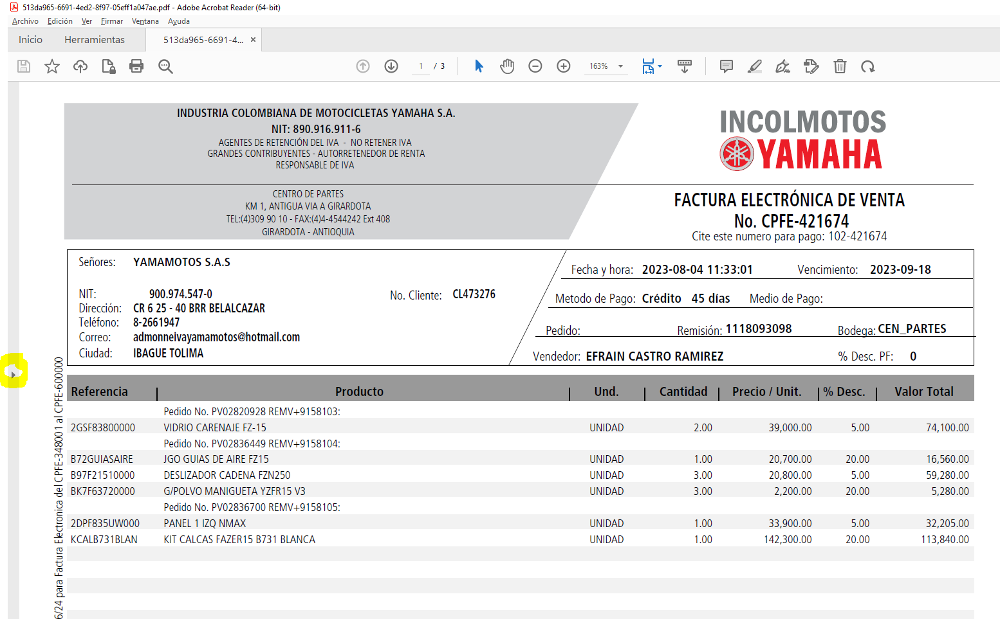 513da965-6691-4ed2-8f97-05eff1a047ae.pdf - Adobe Acrobat Reader (64-bit)
Archivo Edición Ver Firmar Ventana Ayuda
Inicio Herramientas 513da965-6691-4... ×
1 / 3 163%
INDUSTRIA COLOMBIANA DE MOTOCICLETAS YAMAHA S.A.
NIT: 890.916.911-6
AGENTES DE RETENCIÓN DEL IVA - NO RETENER IVA
GRANDES CONTRIBUYENTES - AUTORRETENEDOR DE RENTA
RESPONSABLE DE IVA
INCOLMOTOS
YAMAHA
CENTRO DE PARTES
KM 1, ANTIGUA VIA A GIRARDOTA
TEL:(4)309 90 10 - FAX:(4)4-4544242 Ext 408
GIRARDOTA - ANTIOQUIA
FACTURA ELECTRÓNICA DE VENTA
No. CPFE-421674
Cite este numero para pago: 102-421674
Señores: YAMAMOTOS S.A.S
NIT: 900.974.547-0 No. Cliente: CL473276
Dirección: CR 6 25 - 40 BRR BELALCAZAR
Teléfono: 8-2661947
Correo: admonneivayamamotos@hotmail.com
Ciudad: IBAGUE TOLIMA
Fecha y hora: 2023-08-04 11:33:01 Vencimiento: 2023-09-18
Metodo de Pago: Crédito 45 días Medio de Pago:
Pedido: Remisión: 1118093098 Bodega: CEN_PARTES
Vendedor: EFRAIN CASTRO RAMIREZ % Desc. PF: 0
6/24 para Factura Electronica del CPFE-348001 al CPFE-600000
Referencia Producto Und. Cantidad Precio / Unit. % Desc. Valor Total
Pedido No. PV02820928 REMV+9158103:
2GSF83800000 VIDRIO CARENAJE FZ-15 UNIDAD 2.00 39,000.00 5.00 74,100.00
Pedido No. PV02836449 REMV+9158104:
B72GUIASAIRE JGO GUIAS DE AIRE FZ15 UNIDAD 1.00 20,700.00 20.00 16,560.00
B97F21510000 DESLIZADOR CADENA FZN250 UNIDAD 3.00 20,800.00 5.00 59,280.00
BK7F63720000 G/POLVO MANIGUETA YZFR15 V3 UNIDAD 3.00 2,200.00 20.00 5,280.00
Pedido No. PV02836700 REMV+9158105:
2DPF835UW000 PANEL 1 IZQ NMAX UNIDAD 1.00 33,900.00 5.00 32,205.00
KCALB731BLAN KIT CALCAS FAZER15 B731 BLANCA UNIDAD 1.00 142,300.00 20.00 113,840.00